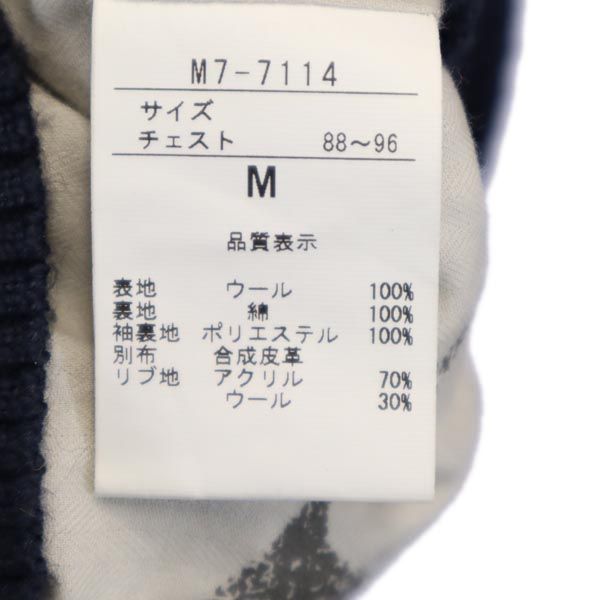 M7-7114
サイズ
チェスト 88～96
M
品質表示
表地 ウール 100%
裏地 綿 100%
袖裏地 ポリエステル 100%
別布 合成皮革
リブ地 アクリル 70%
ウール 30%